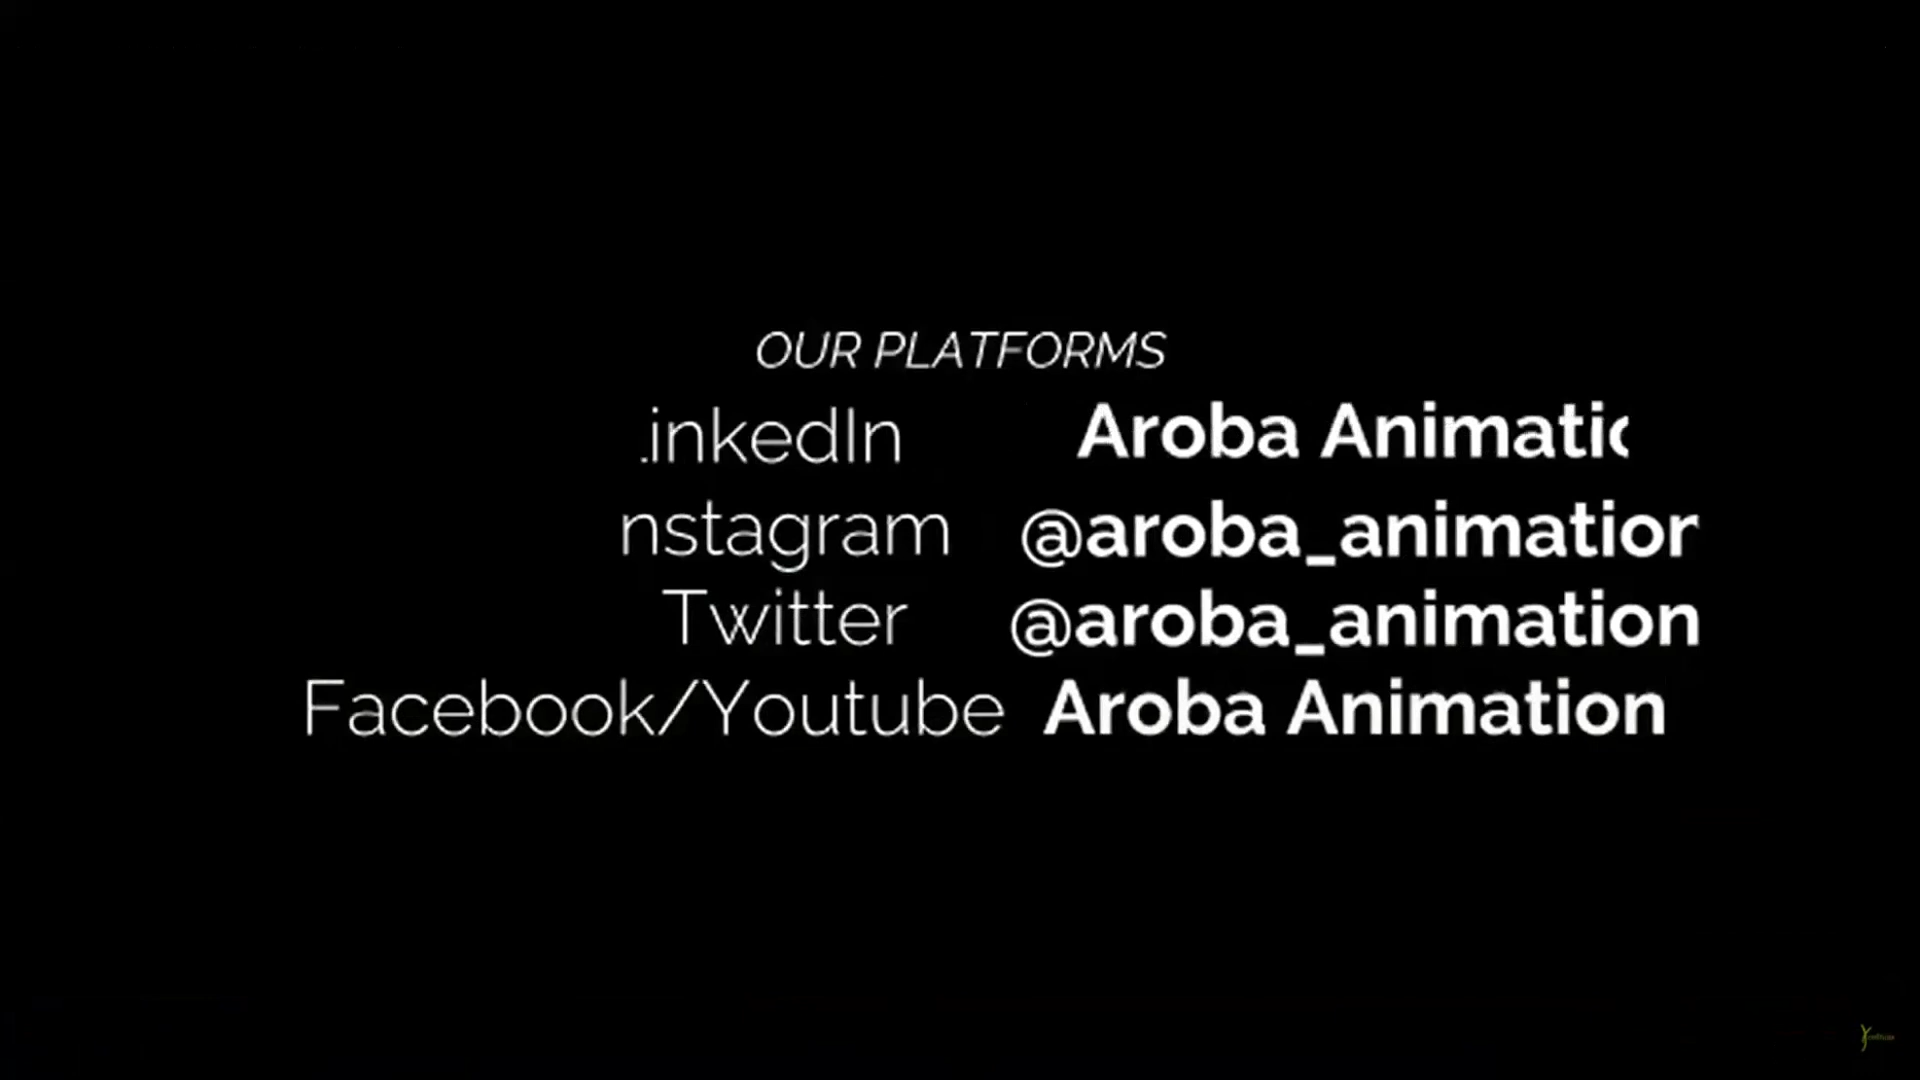 OUR PLATFORMS
.inkedIn Aroba Animatic
nstagram @aroba_animatior
Twitter @aroba_animation
Facebook/Youtube Aroba Animation